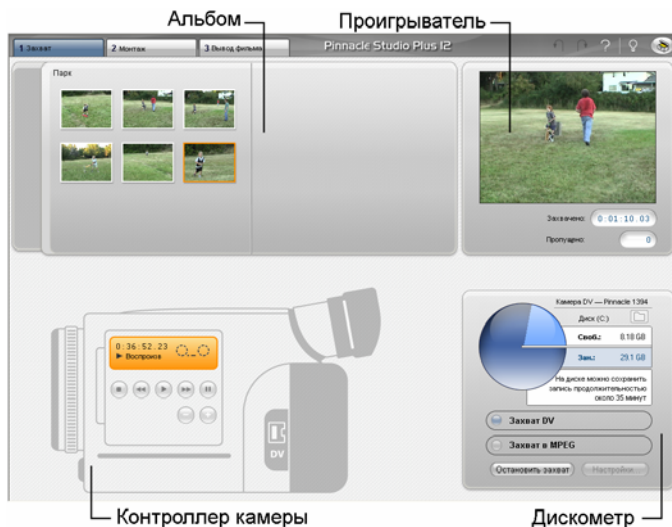 Альбом
Проигрыватель
1 Захват
2 Монтаж
3 Вывод фильма
Pinnacle Studio Plus 12
Парк
Захвачено: 0:01:10.03
Пропущено: 0
0:36:52.23
Воспроизв
DV
Камера DV — Pinnacle 1394
Диск (C:)
Своб.: 8.18 GB
Зан.: 29.1 GB
На диске можно сохранить
запись продолжительностью
около 35 минут
Захват DV
Захват в MPEG
Остановить захват
Настройки...
Контроллер камеры
Дискометр